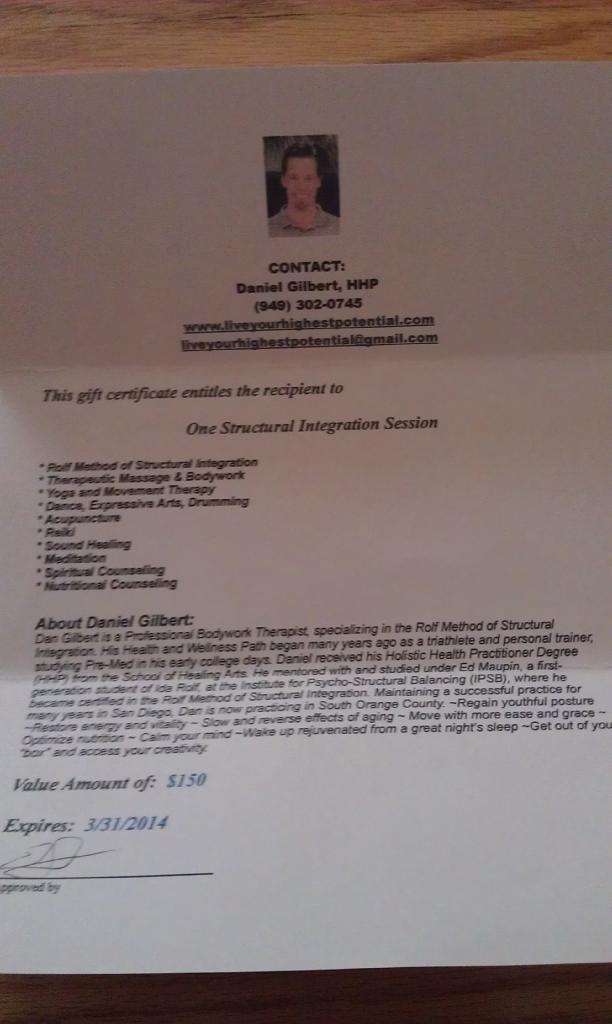 CONTACT:
Daniel Gilbert, HHP
(949) 302-0745
www.liveyourhighestpotential.com
liveyourhighestpotential@gmail.com
This gift certificate entitles the recipient to
One Structural Integration Session
* Rolf Method of Structural Integration
* Therapeutic Massage & Bodywork
* Yoga and Movement Therapy
* Dance, Expressive Arts, Drumming
* Acupuncture
* Reiki
* Sound Healing
* Meditation
* Spiritual Counseling
* Nutritional Counseling
About Daniel Gilbert:
Dan Gilbert is a Professional Bodywork Therapist, specializing in the Rolf Method of Structural
Integration. His Health and Wellness Path began many years ago as a triathlete and personal trainer,
studying Pre-Med in his early college days. Daniel received his Holistic Health Practitioner Degree
(HHP) from the School of Healing Arts. He mentored with and studied under Ed Maupin, a first-
generation student of Ida Rolf, at the Institute for Psycho-Structural Balancing (IPSB), where he
became certified in the Rolf Method of Structural Integration. Maintaining a successful practice for
many years in San Diego, Dan is now practicing in South Orange County. ~Regain youthful posture
~Restore energy and vitality ~ Slow and reverse effects of aging ~ Move with more ease and grace ~
Optimize nutrition ~ Calm your mind ~Wake up rejuvenated from a great night's sleep ~Get out of you
"box" and access your creativity.
Value Amount of: $150
Expires: 3/31/2014
pproved by